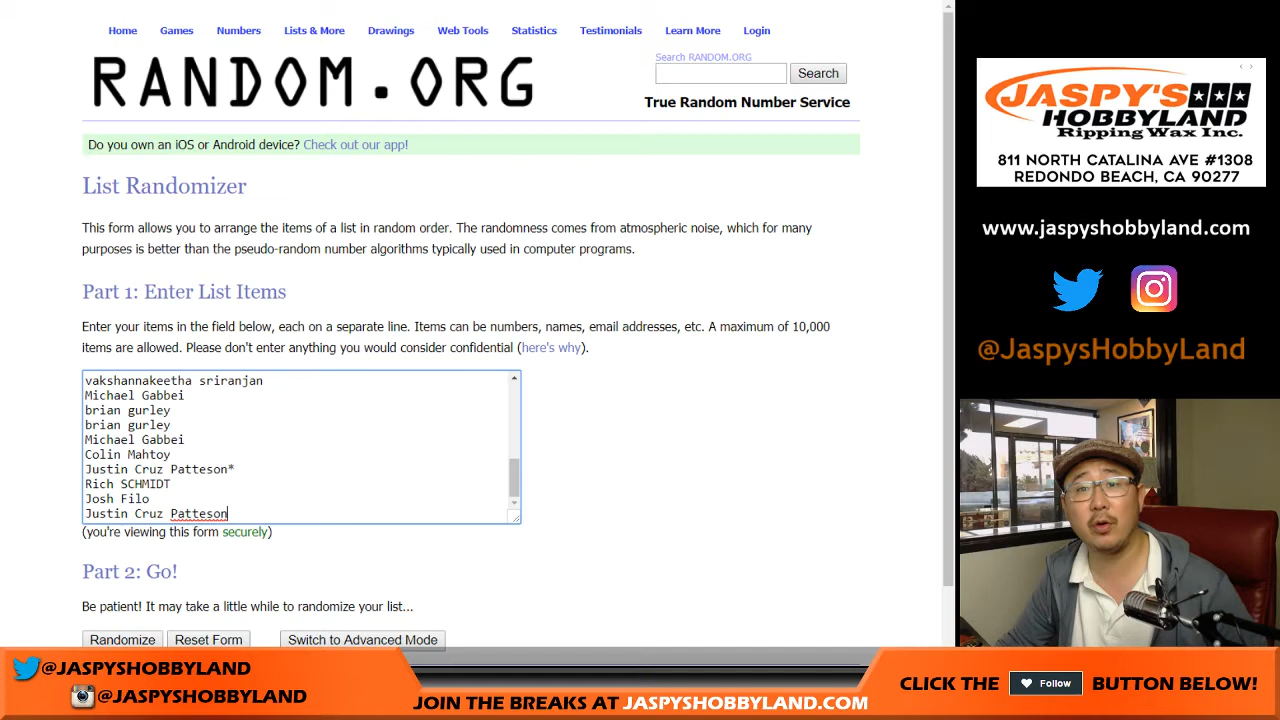 Home Games Numbers Lists & More Drawings Web Tools Statistics Testimonials Learn More Login
RANDOM.ORG
Search RANDOM.ORG
Search
True Random Number Service
Do you own an iOS or Android device? Check out our app!
List Randomizer
This form allows you to arrange the items of a list in random order. The randomness comes from atmospheric noise, which for many
purposes is better than the pseudo-random number algorithms typically used in computer programs.
Part 1: Enter List Items
Enter your items in the field below, each on a separate line. Items can be numbers, names, email addresses, etc. A maximum of 10,000
items are allowed. Please don't enter anything you would consider confidential (here's why).
vakshannakeetha sriranjan
Michael Gabbei
brian gurley
brian gurley
Michael Gabbei
Colin Mahtoy
Justin Cruz Patteson*
Rich SCHMIDT
Josh Filo
Justin Cruz Patteson
(you're viewing this form securely)
Part 2: Go!
Be patient! It may take a little while to randomize your list...
Randomize Reset Form Switch to Advanced Mode
JASPY'S
HOBBYLAND
Ripping Wax Inc.
811 NORTH CATALINA AVE #1308
REDONDO BEACH, CA 90277
www.jaspyshobbyland.com
@JaspysHobbyLand
@JASPYSHOBBYLAND
@JASPYSHOBBYLAND
JOIN THE BREAKS AT JASPYSHOBBYLAND.COM
CLICK THE Follow BUTTON BELOW!